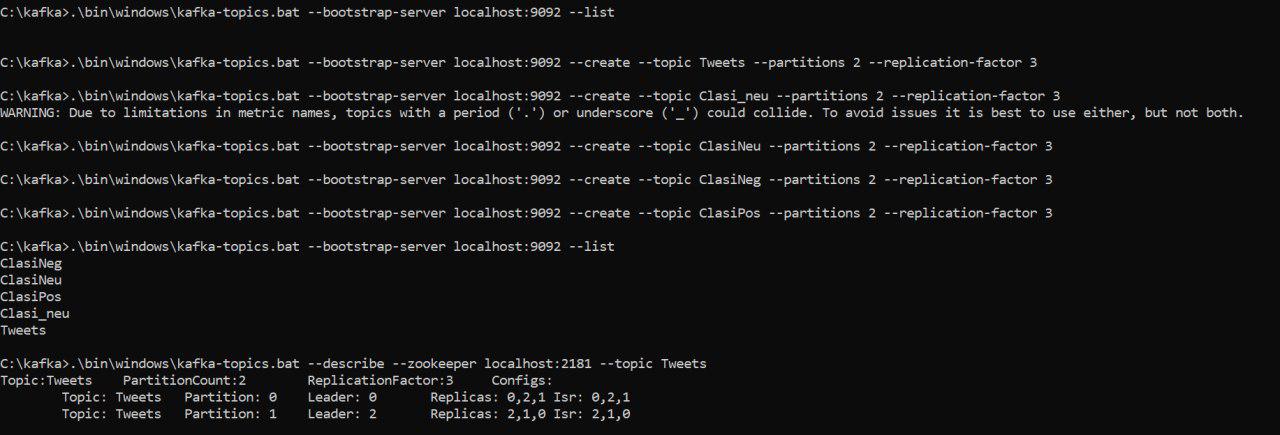 C:\kafka>.\bin\windows\kafka-topics.bat --bootstrap-server localhost:9092 --list
C:\kafka>.\bin\windows\kafka-topics.bat --bootstrap-server localhost:9092 --create --topic Tweets --partitions 2 --replication-factor 3
C:\kafka>.\bin\windows\kafka-topics.bat --bootstrap-server localhost:9092 --create --topic Clasi_neu --partitions 2 --replication-factor 3
WARNING: Due to limitations in metric names, topics with a period ('.') or underscore ('_') could collide. To avoid issues it is best to use either, but not both.
C:\kafka>.\bin\windows\kafka-topics.bat --bootstrap-server localhost:9092 --create --topic ClasiNeu --partitions 2 --replication-factor 3
C:\kafka>.\bin\windows\kafka-topics.bat --bootstrap-server localhost:9092 --create --topic ClasiNeg --partitions 2 --replication-factor 3
C:\kafka>.\bin\windows\kafka-topics.bat --bootstrap-server localhost:9092 --create --topic ClasiPos --partitions 2 --replication-factor 3
C:\kafka>.\bin\windows\kafka-topics.bat --bootstrap-server localhost:9092 --list
ClasiNeg
ClasiNeu
ClasiPos
Clasi_neu
Tweets
C:\kafka>.\bin\windows\kafka-topics.bat --describe --zookeeper localhost:2181 --topic Tweets
Topic:Tweets    PartitionCount:2        ReplicationFactor:3     Configs:
        Topic: Tweets   Partition: 0    Leader: 0       Replicas: 0,2,1 Isr: 0,2,1
        Topic: Tweets   Partition: 1    Leader: 2       Replicas: 2,1,0 Isr: 2,1,0